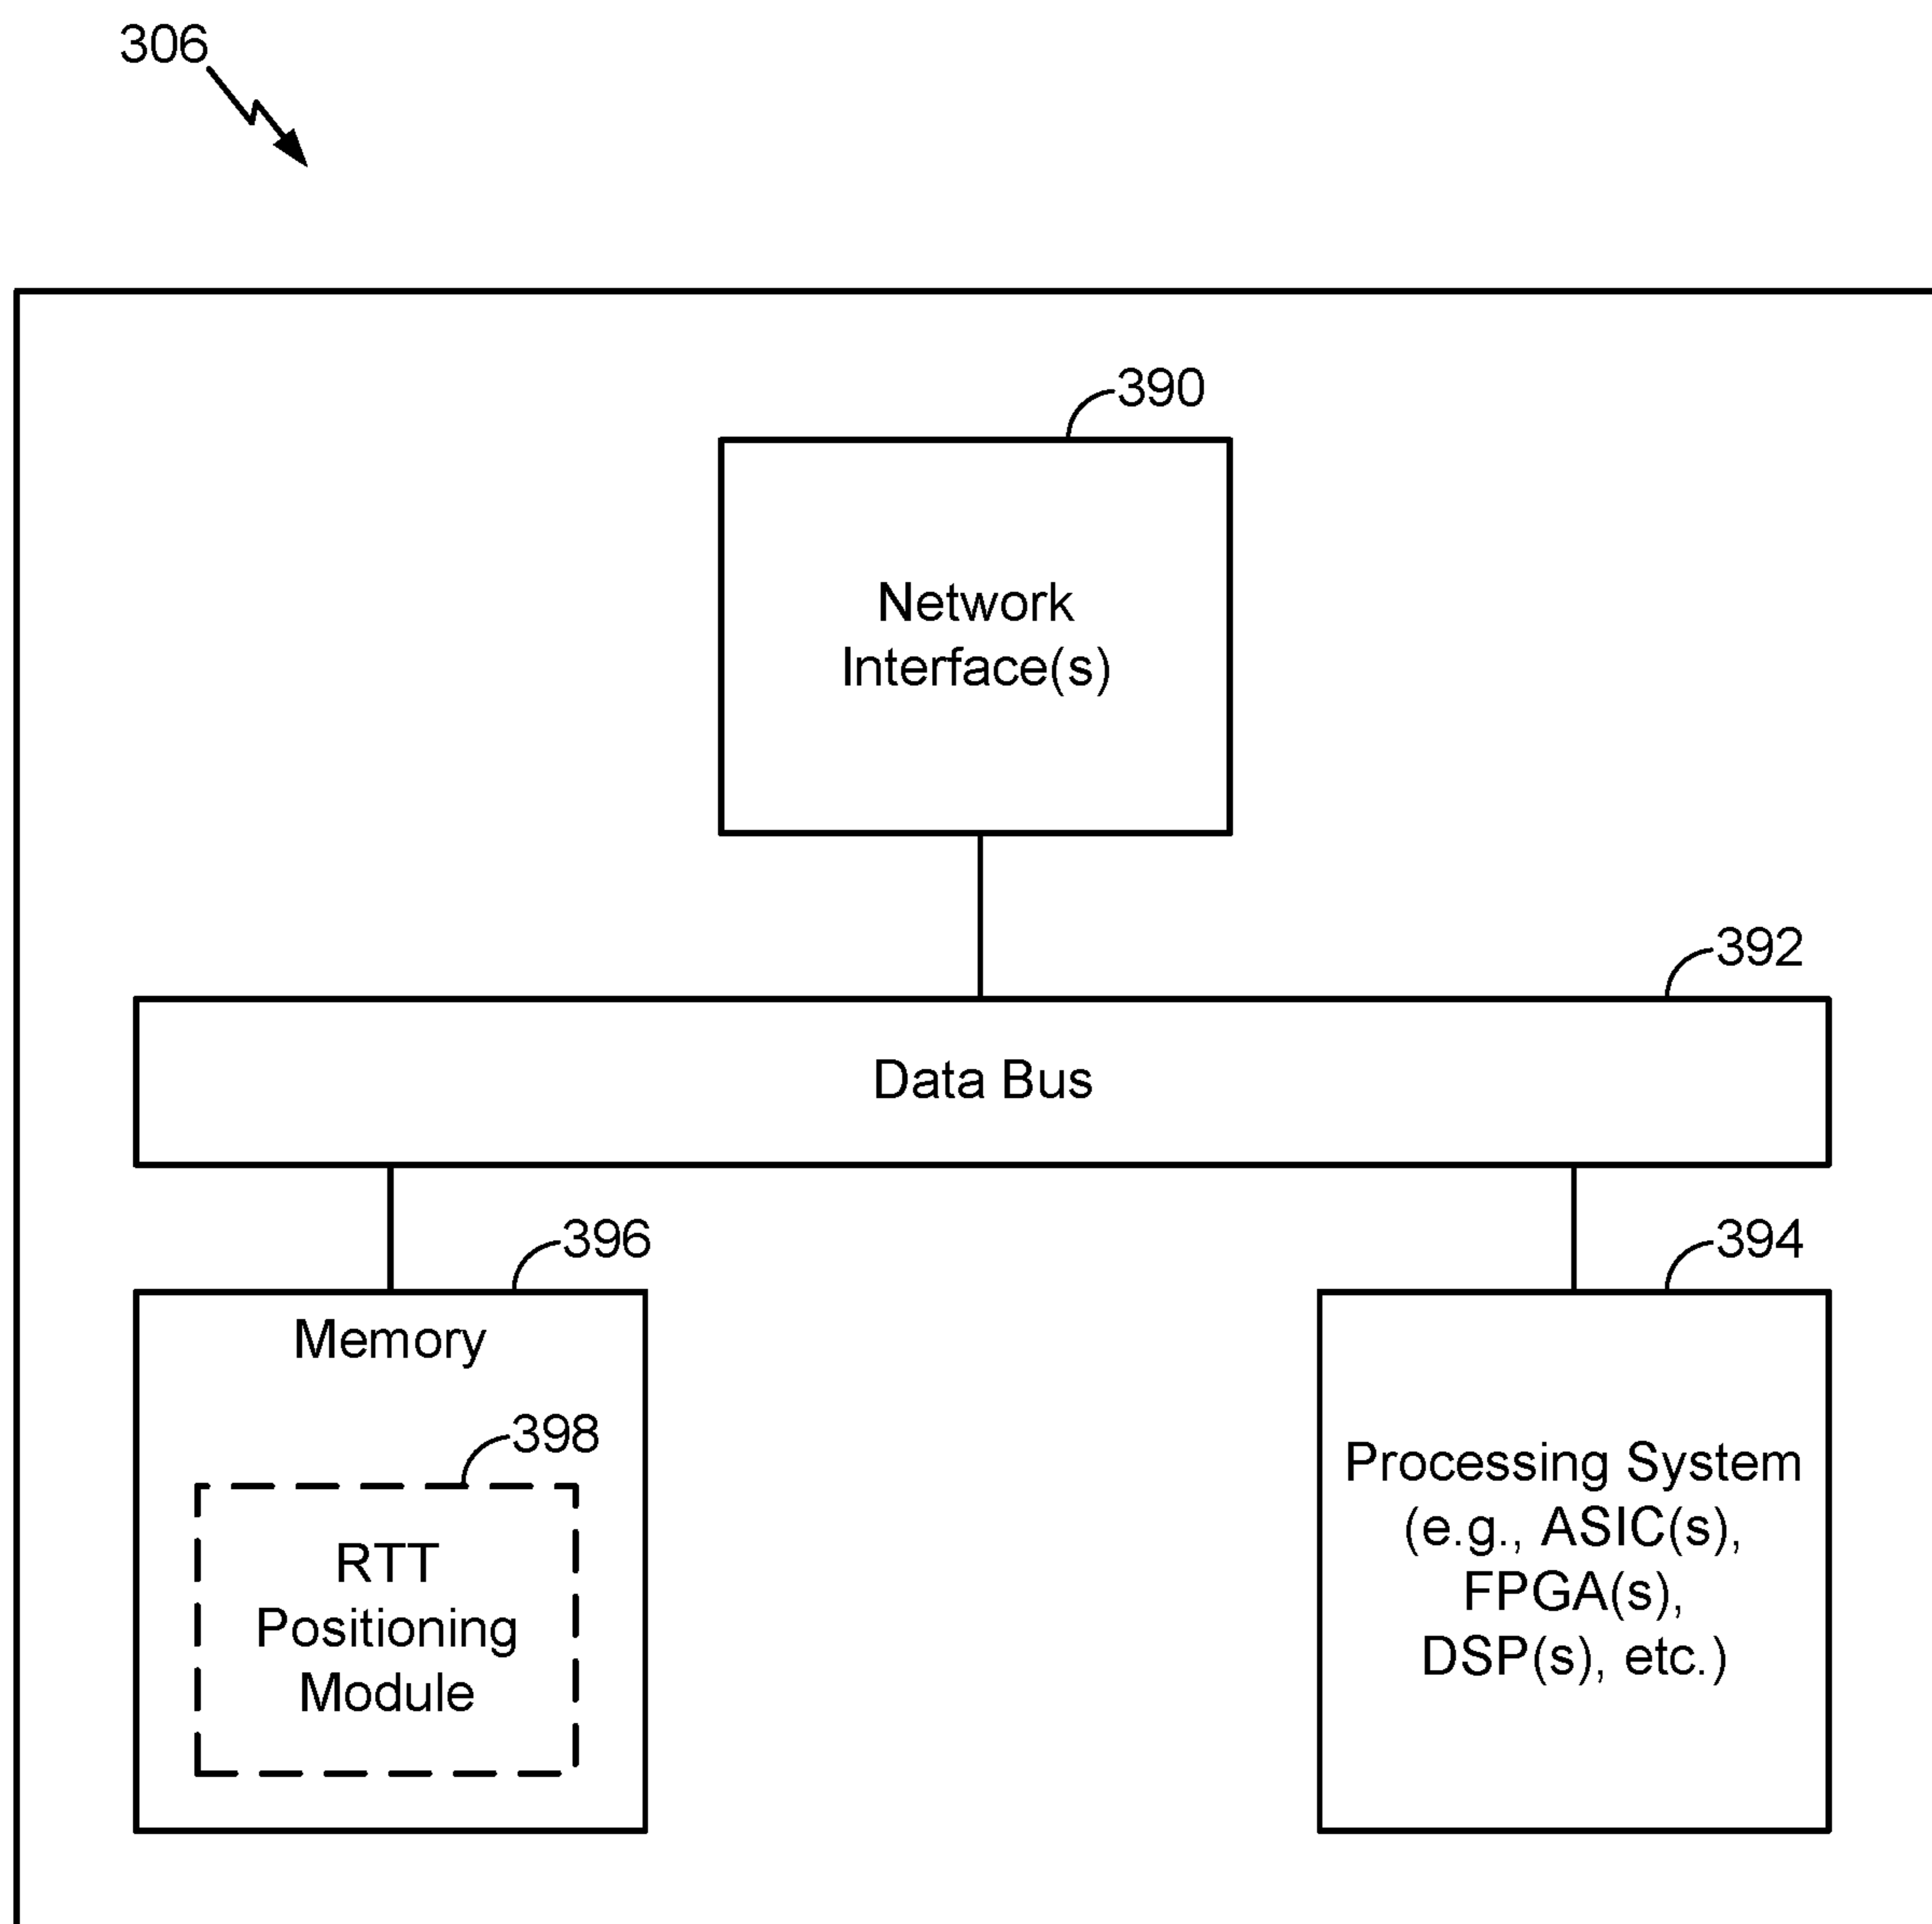 306
390
Network
Interface(s)
392
Data Bus
396
394
Memory
398
RTT
Positioning
Module
Processing System
(e.g., ASIC(s),
FPGA(s),
DSP(s), etc.)